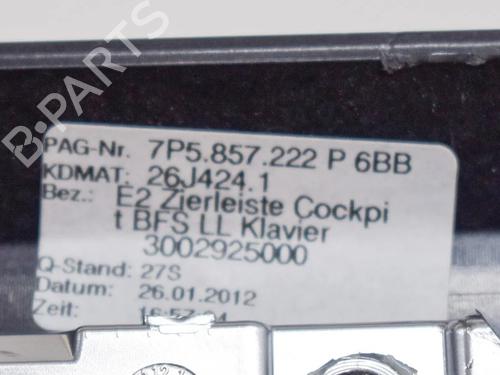 B-PARTS
PAG-Nr. 7P5.857.222 P 6BB
KDMAT: 26J424.1
Bez.: E2 Zierleiste Cockpi
t BFS LL Klavier
3002925000
Q-Stand: 27S
Datum: 26.01.2012
Zeit: